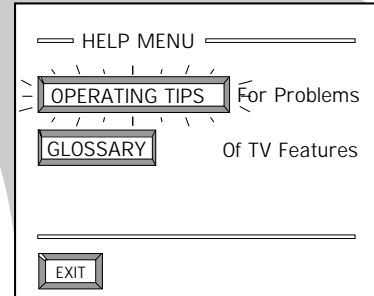 HELP MENU
OPERATING TIPS For Problems
GLOSSARY Of TV Features
EXIT